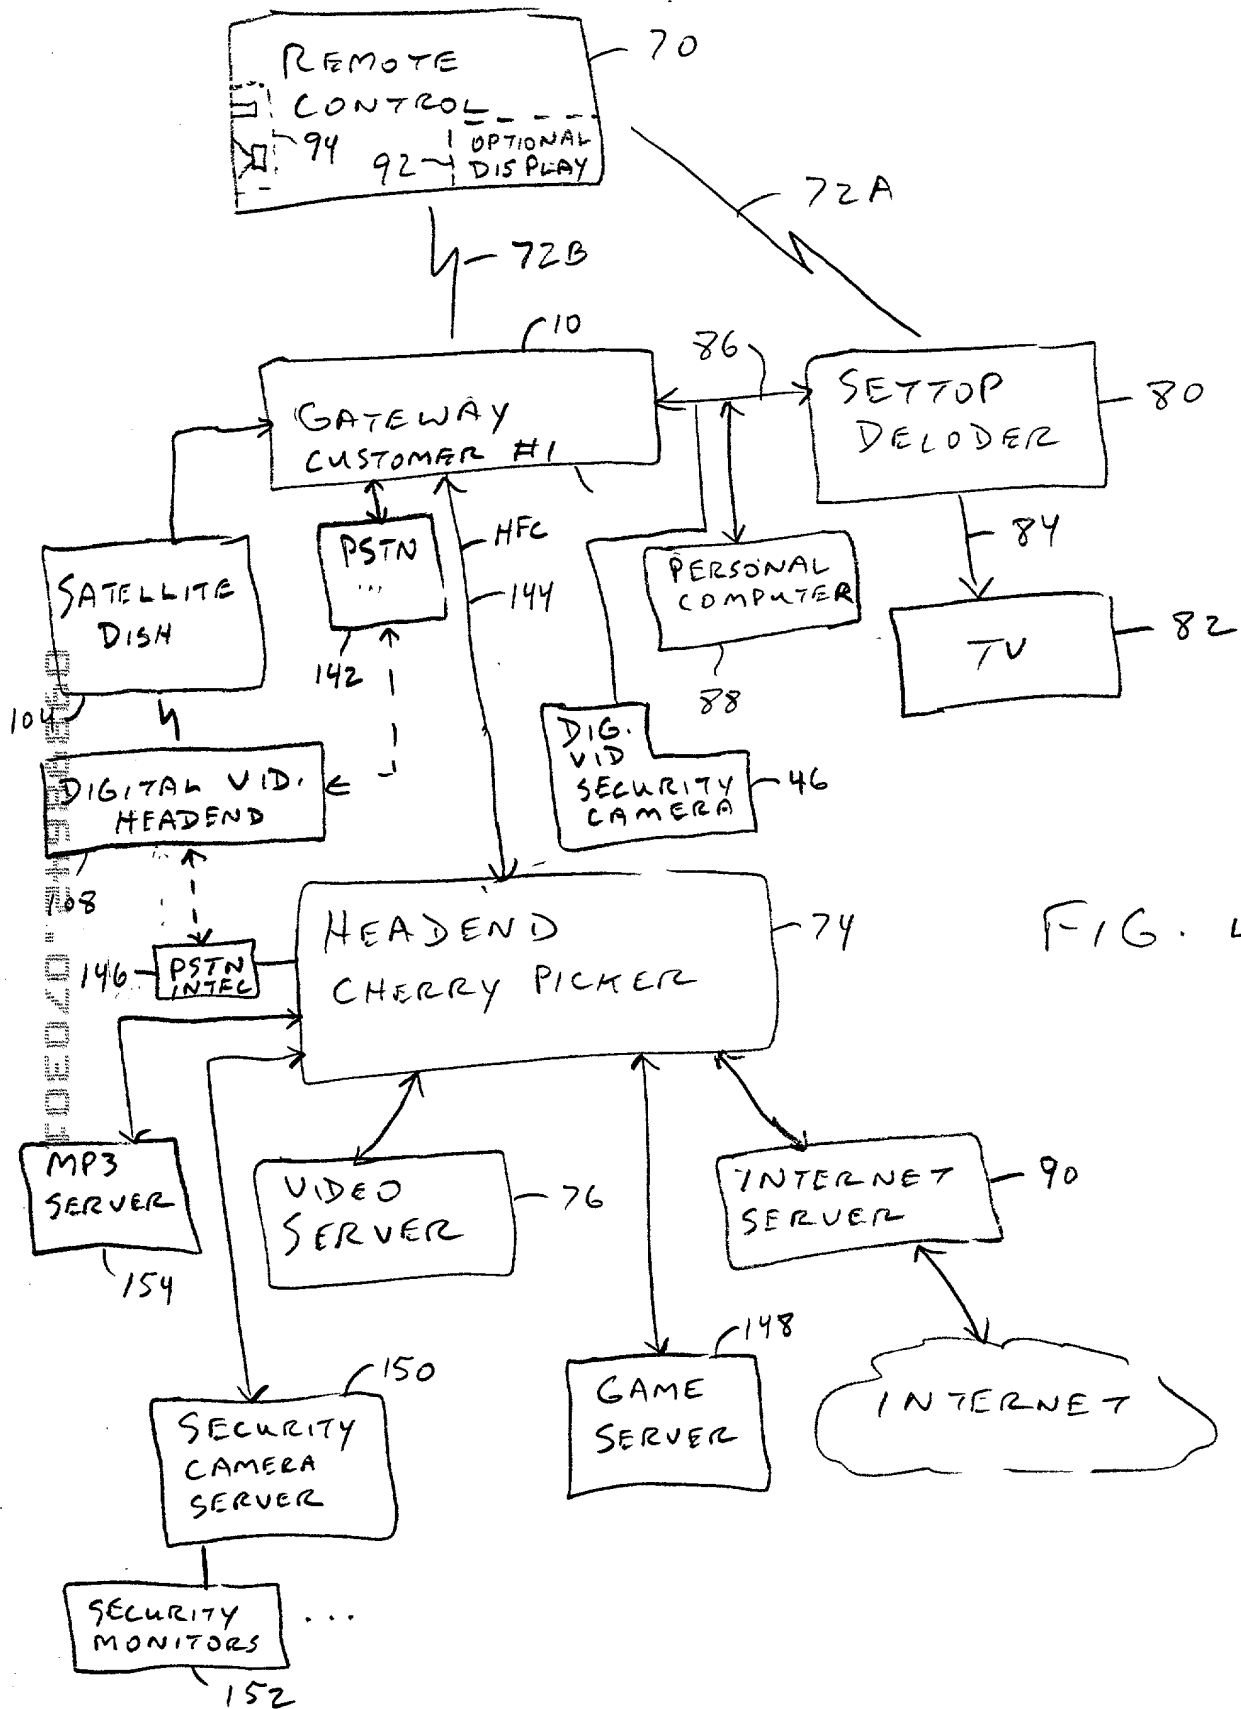 REMOTE
CONTROL
OPTIONAL
DISPLAY
94
92
70
72A
72B
10
86
GATEWAY
CUSTOMER #1
SETTOP
DELODER
80
HFC
84
PSTN
...
144
PERSONAL
COMPUTER
SATELLITE
DISH
TV
82
142
88
104
DIG.
VID
SECURITY
CAMERA
46
DIGITAL VID.
HEADEND
108
HEADEND
CHERRY PICKER
74
FIG.
146
PSTN
INTFC
MP3
SERVER
154
VIDEO
SERVER
76
INTERNET
SERVER
90
148
150
GAME
SERVER
INTERNET
SECURITY
CAMERA
SERVER
SECURITY
MONITORS
...
152